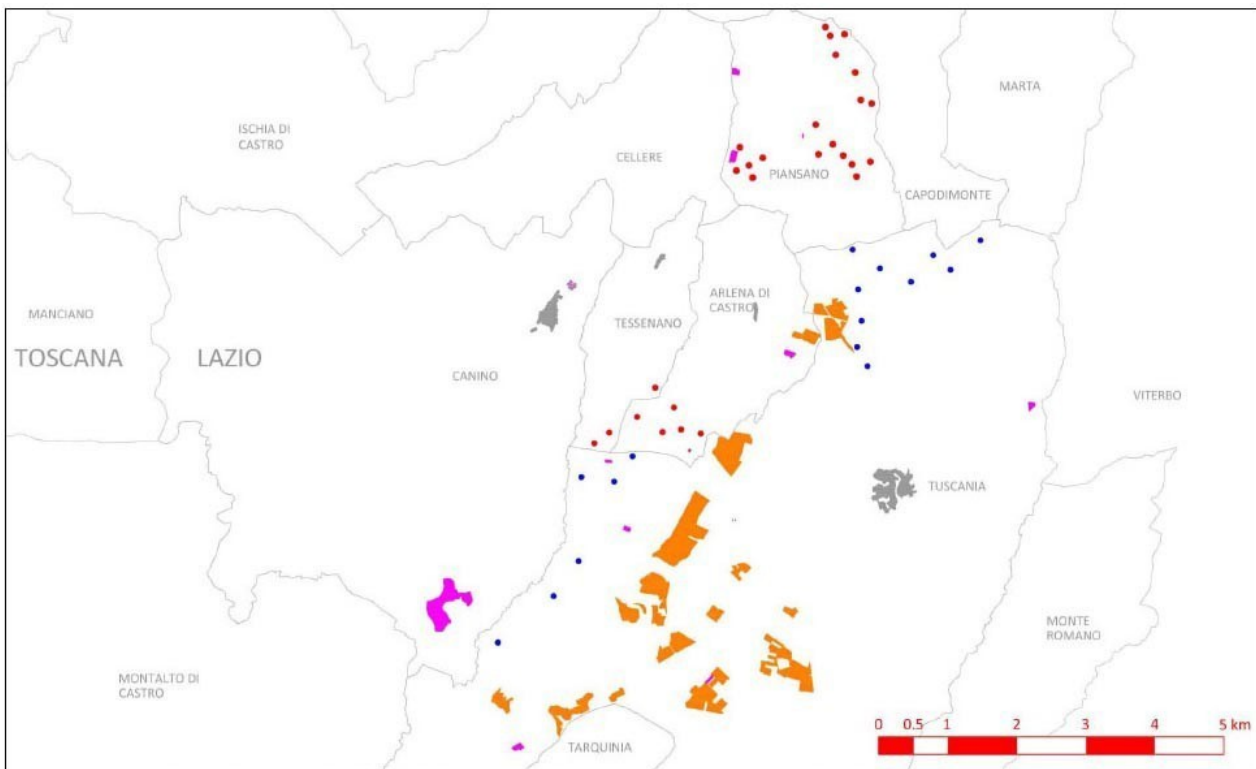 MARTA
ISCHIA DI
CASTRO
CELLERE
PIANSANO
CAPODIMONTE
ARLENA DI
CASTRO
MANCIANO
TESSENANO
TOSCANA
LAZIO
CANINO
VITERBO
TUSCANIA
MONTE
ROMANO
MONTALTO DI
CASTRO
TARQUINIA
0 0.5 1 2 3 4 5 km